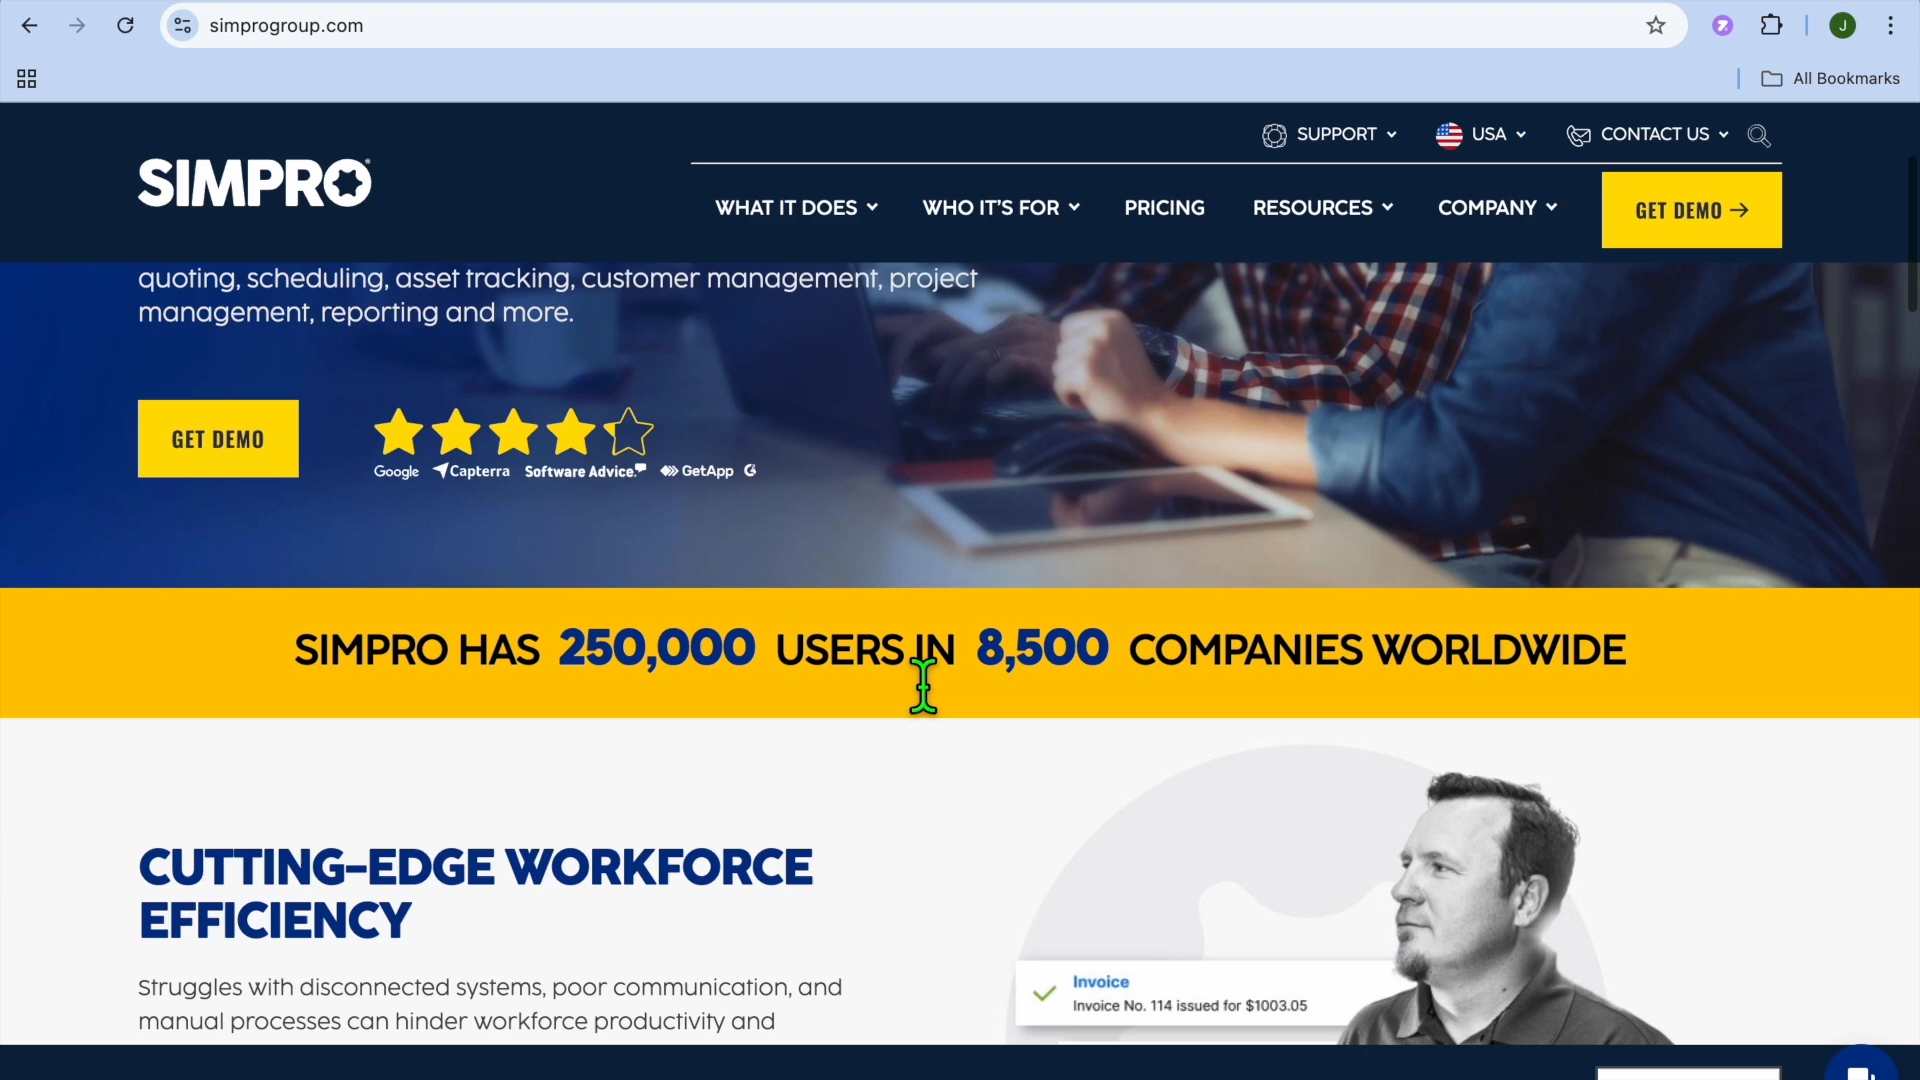 simprogroup.com
J
All Bookmarks
SUPPORT
USA
CONTACT US
SIMPRO
WHAT IT DOES
WHO IT'S FOR
PRICING
RESOURCES
COMPANY
GET DEMO →
quoting, scheduling, asset tracking, customer management, project
management, reporting and more.
GET DEMO
Google Capterra Software Advice. GetApp
SIMPRO HAS 250,000 USERS IN 8,500 COMPANIES WORLDWIDE
CUTTING-EDGE WORKFORCE
EFFICIENCY
Struggles with disconnected systems, poor communication, and
manual processes can hinder workforce productivity and
Invoice
Invoice No. 114 issued for $1003.05